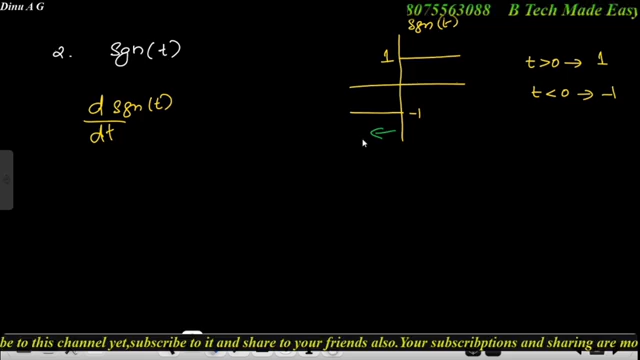 Dinu A G
8075563088 B Tech Made Easy
2. Sgn(t)
d sgn(t)
dt
sgn(t)
1
-1
t>0 → 1
t<0 → -1
be to this channel yet,subscribe to it and share to your friends also.Your subscribptions and sharing are mo